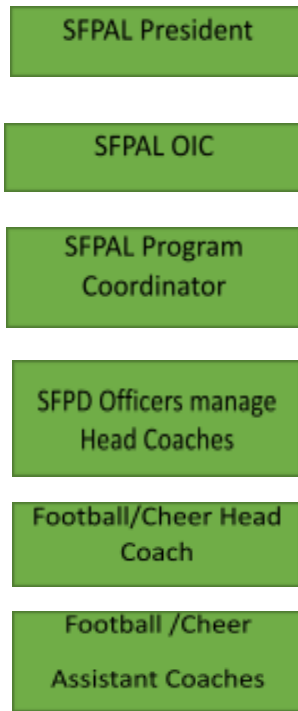 SFPAL President
SFPAL OIC
SFPAL Program
Coordinator
SFPD Officers manage
Head Coaches
Football/Cheer Head
Coach
Football /Cheer
Assistant Coaches